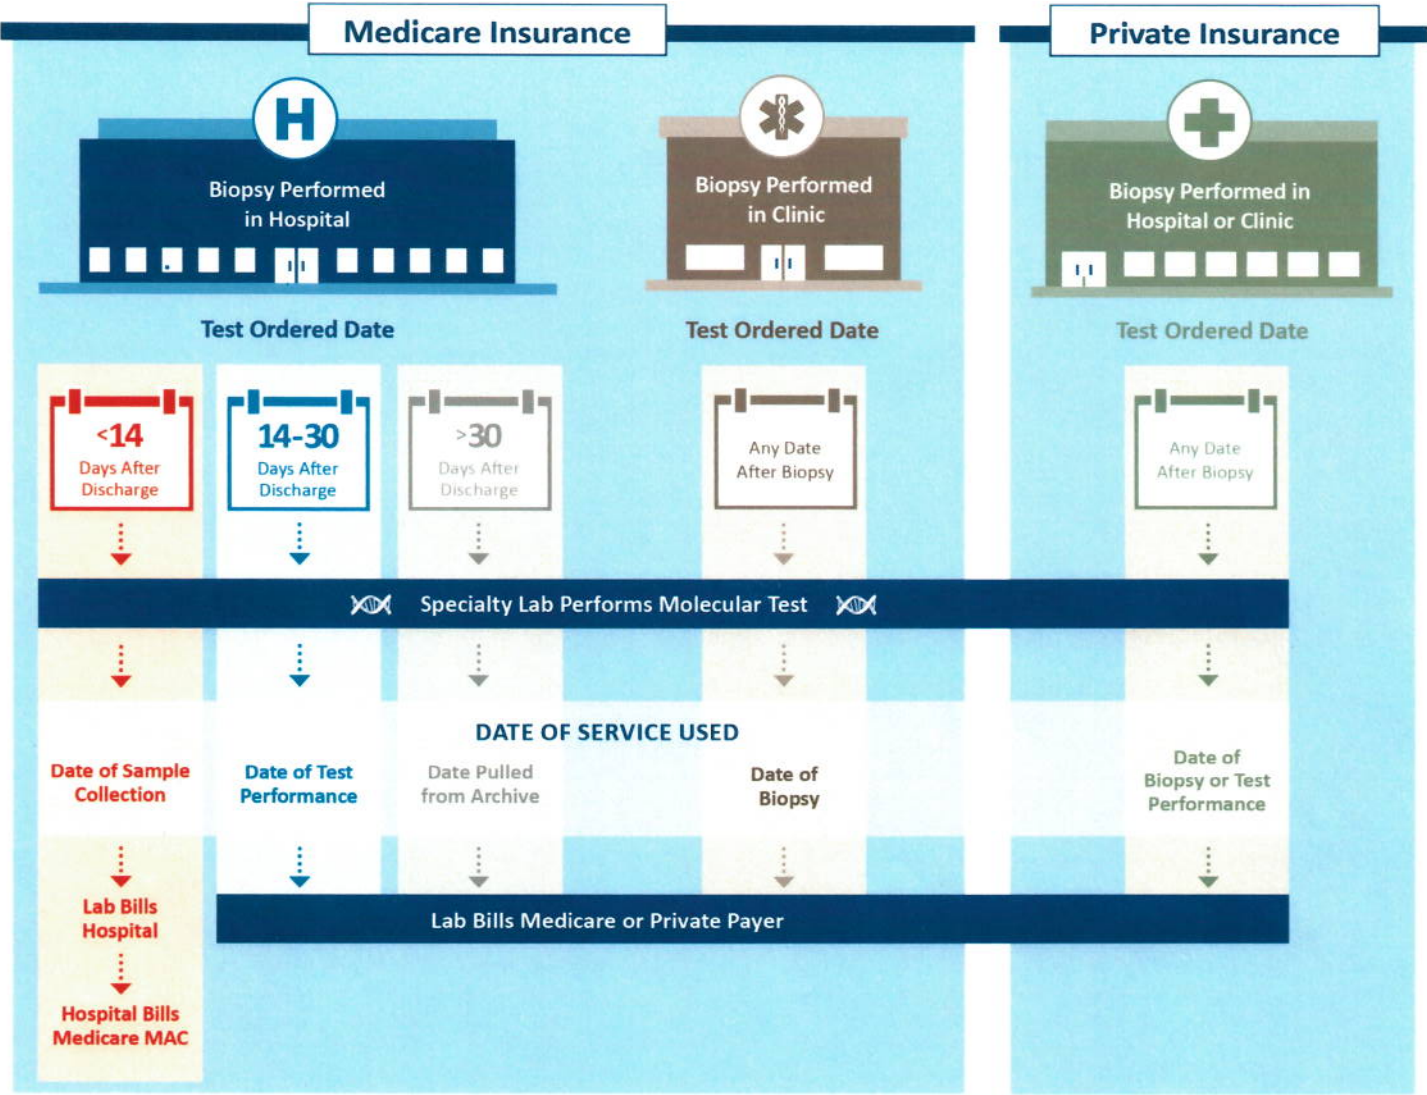 Medicare Insurance
Private Insurance
H
Biopsy Performed
in Hospital
Biopsy Performed
in Clinic
Biopsy Performed in
Hospital or Clinic
Test Ordered Date
Test Ordered Date
Test Ordered Date
<14
Days After
Discharge
14-30
Days After
Discharge
>30
Days After
Discharge
Any Date
After Biopsy
Any Date
After Biopsy
Specialty Lab Performs Molecular Test
DATE OF SERVICE USED
Date of Sample
Collection
Date of Test
Performance
Date Pulled
from Archive
Date of
Biopsy
Date of
Biopsy or Test
Performance
Lab Bills
Hospital
Lab Bills Medicare or Private Payer
Hospital Bills
Medicare MAC